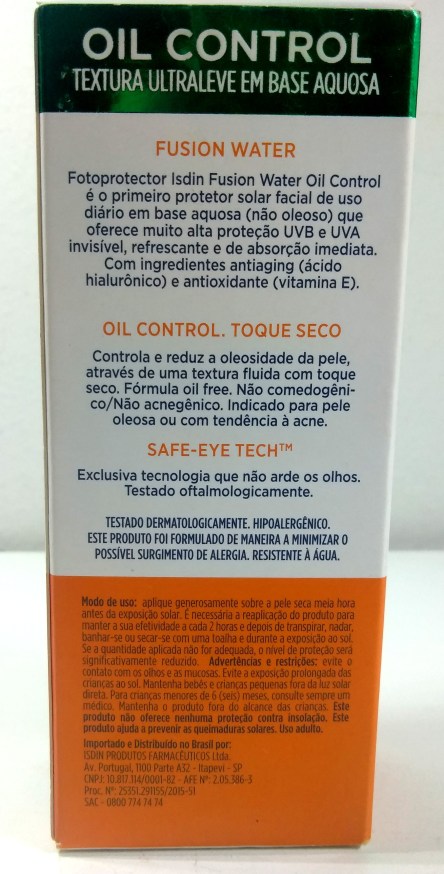 OIL CONTROL
TEXTURA ULTRALEVE EM BASE AQUOSA
FUSION WATER
Fotoprotector Isdin Fusion Water Oil Control
é o primeiro protetor solar facial de uso
diário em base aquosa (não oleoso) que
oferece muito alta proteção UVB e UVA
invisível, refrescante e de absorção imediata.
Com ingredientes antiaging (ácido
hialurônico) e antioxidante (vitamina E).
OIL CONTROL. TOQUE SECO
Controla e reduz a oleosidade da pele,
através de uma textura fluida com toque
seco. Fórmula oil free. Não comedogêni-
co/Não acnegênico. Indicado para pele
oleosa ou com tendência à acne.
SAFE-EYE TECH™
Exclusiva tecnologia que não arde os olhos.
Testado oftalmologicamente.
TESTADO DERMATOLOGICAMENTE. HIPOALERGÊNICO.
ESTE PRODUTO FOI FORMULADO DE MANEIRA A MINIMIZAR O
POSSÍVEL SURGIMENTO DE ALERGIA. RESISTENTE À ÁGUA.
Modo de uso: aplique generosamente sobre a pele seca meia hora
antes da exposição solar. É necessária a reaplicação do produto para
manter a sua efetividade a cada 2 horas e depois de transpirar, nadar,
banhar-se ou secar-se com uma toalha e durante a exposição ao sol.
Se a quantidade aplicada não for adequada, o nível de proteção será
significativamente reduzido. Advertências e restrições: evite o
contato com os olhos e as mucosas. Evite a exposição prolongada das
crianças ao sol. Mantenha bebês e crianças pequenas fora da luz solar
direta. Para crianças menores de 6 (seis) meses, consulte sempre um
médico. Mantenha o produto fora do alcance das crianças. Este
produto não oferece nenhuma proteção contra insolação. Este
produto ajuda a prevenir as queimaduras solares. Uso adulto.
Importado e Distribuído no Brasil por:
ISDIN PRODUTOS FARMACÊUTICOS Ltda.
Av. Portugal, 1100 Parte A32 - Itapevi - SP
CNPJ: 10.817.114/0001-82 - AFE Nº: 2.05.386-3
Proc. Nº: 25351.291155/2015-51
SAC - 0800 774 74 74